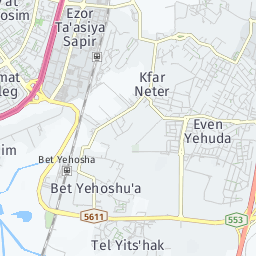 Ezor
Ta'asiya
Sapir
Kfar
Neter
Even
Yehuda
Bet Yehosha
Bet Yehoshu'a
5611
553
Tel Yits'hak